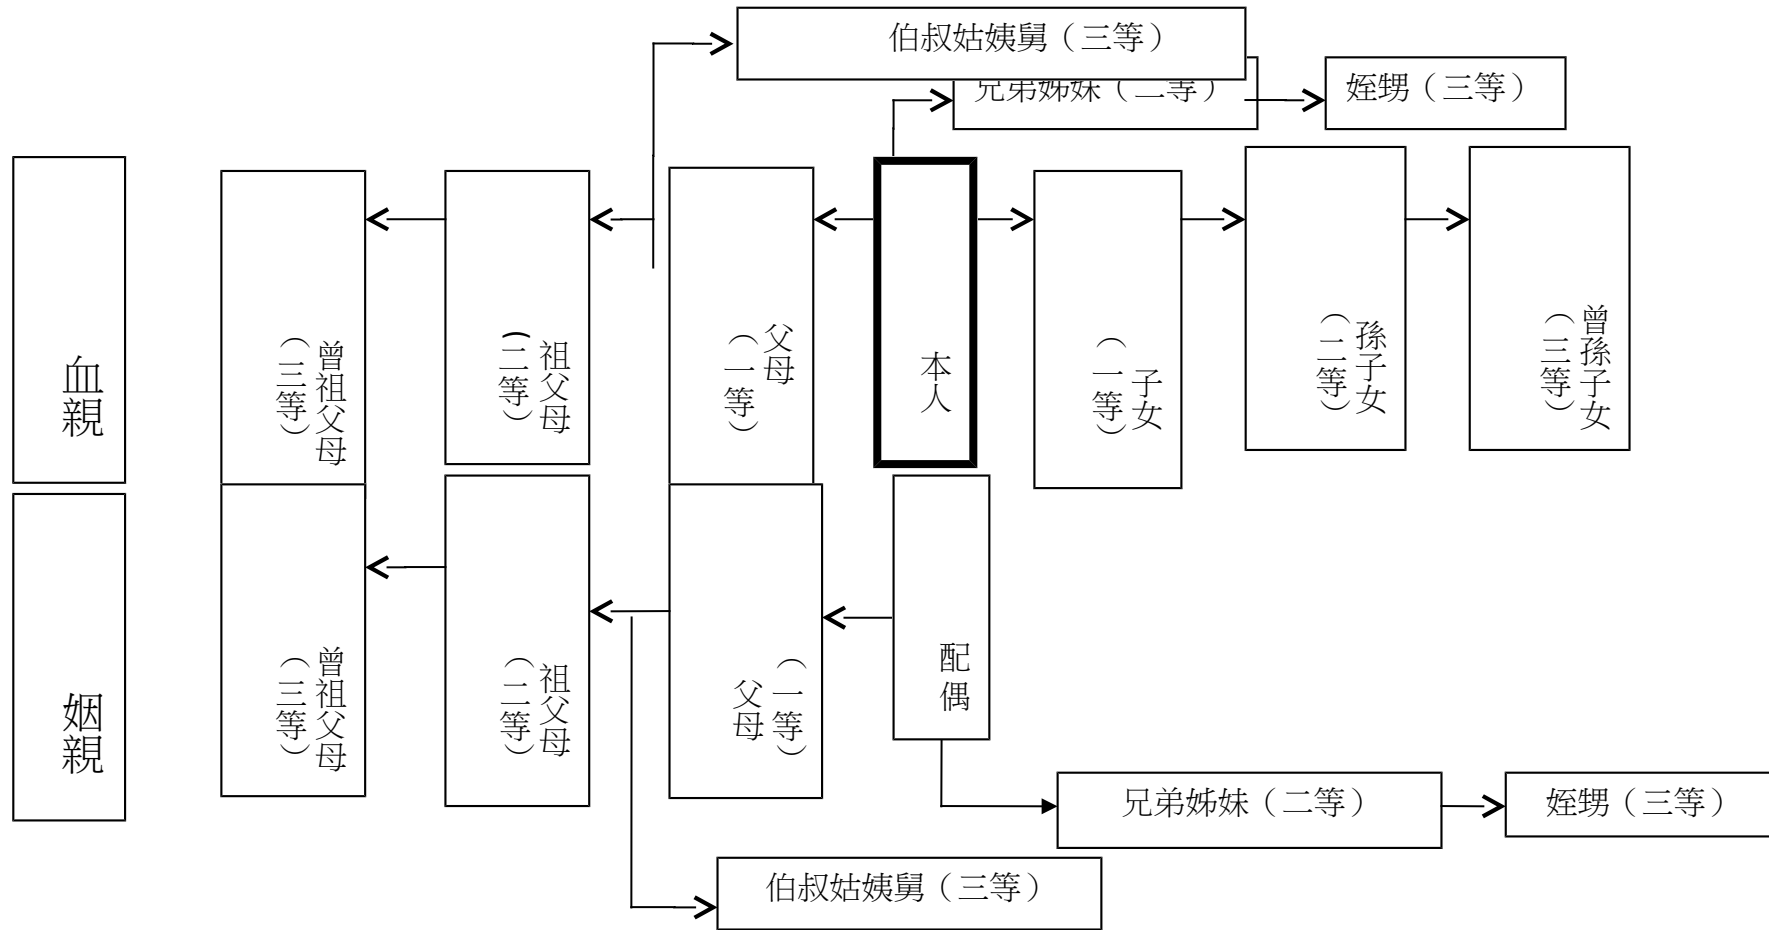 伯叔姑姨舅（三等）
兄弟姊妹（二等）
姪甥（三等）
血親
曾祖父母
（三等）
祖父母
（二等）
父母
（一等）
本人
子女
（一等）
孫子女
（二等）
曾孫子女
（三等）
姻親
曾祖父母
（三等）
祖父母
（二等）
（一等）
父母
配偶
兄弟姊妹（二等）
姪甥（三等）
伯叔姑姨舅（三等）